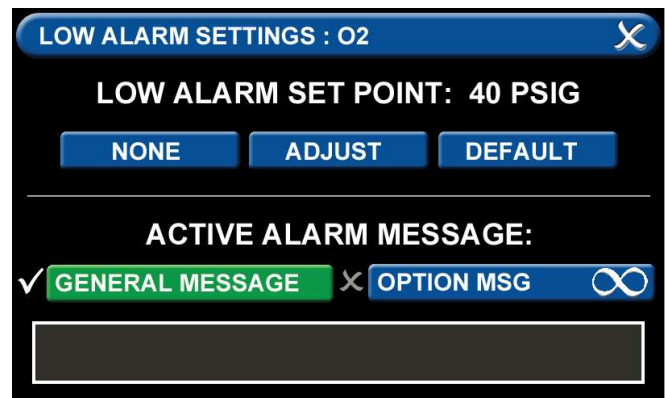 LOW ALARM SETTINGS : O2
LOW ALARM SET POINT: 40 PSIG
NONE ADJUST DEFAULT
ACTIVE ALARM MESSAGE:
GENERAL MESSAGE OPTION MSG